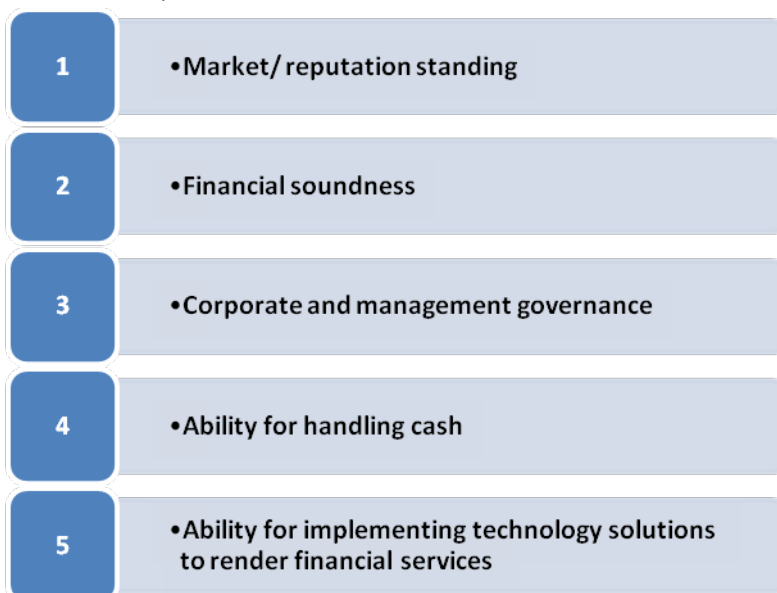 1
•Market/ reputation standing
2
•Financial soundness
3
•Corporate and management governance
4
•Ability for handling cash
5
•Ability for implementing technology solutions
to render financial services